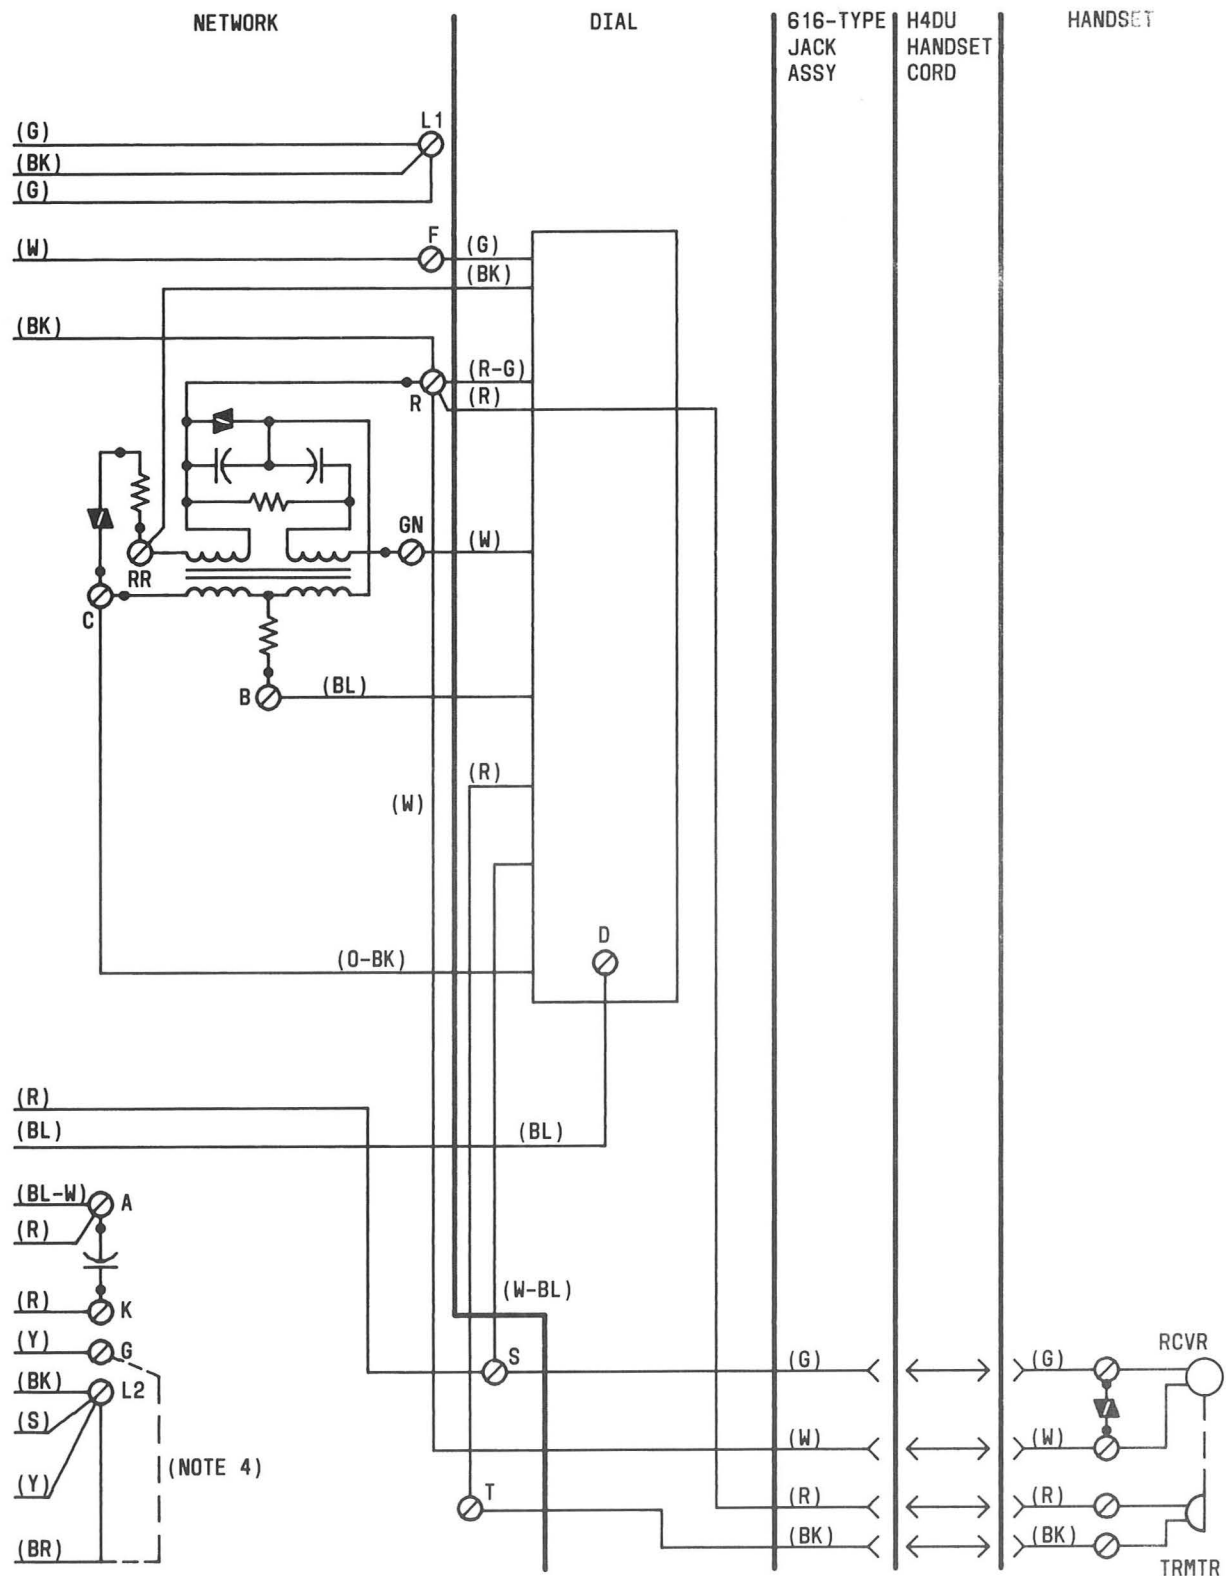 NETWORK
DIAL
616-TYPE
JACK
ASSY
H4DU
HANDSET
CORD
HANDSET
L1
(G)
(BK)
(G)
F
(W)
(G)
(BK)
(BK)
(R-G)
R
(R)
GN
(W)
RR
C
B
(BL)
(R)
(W)
D
(O-BK)
(R)
(BL)
(BL)
(BL-W)
A
(R)
(R)
K
(W-BL)
(Y)
G
S
(G)
(G)
RCVR
(BK)
L2
(S)
(W)
(W)
(NOTE 4)
(Y)
T
(R)
(R)
(BK)
(BK)
(BR)
TRMTR